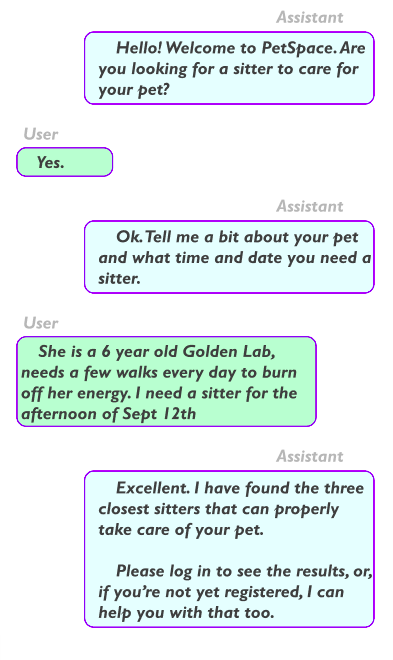 Assistant
Hello! Welcome to PetSpace. Are
you looking for a sitter to care for
your pet?
User
Yes.
Assistant
Ok. Tell me a bit about your pet
and what time and date you need a
sitter.
User
She is a 6 year old Golden Lab,
needs a few walks every day to burn
off her energy. I need a sitter for the
afternoon of Sept 12th
Assistant
Excellent. I have found the three
closest sitters that can properly
take care of your pet.
Please log in to see the results, or,
if you're not yet registered, I can
help you with that too.